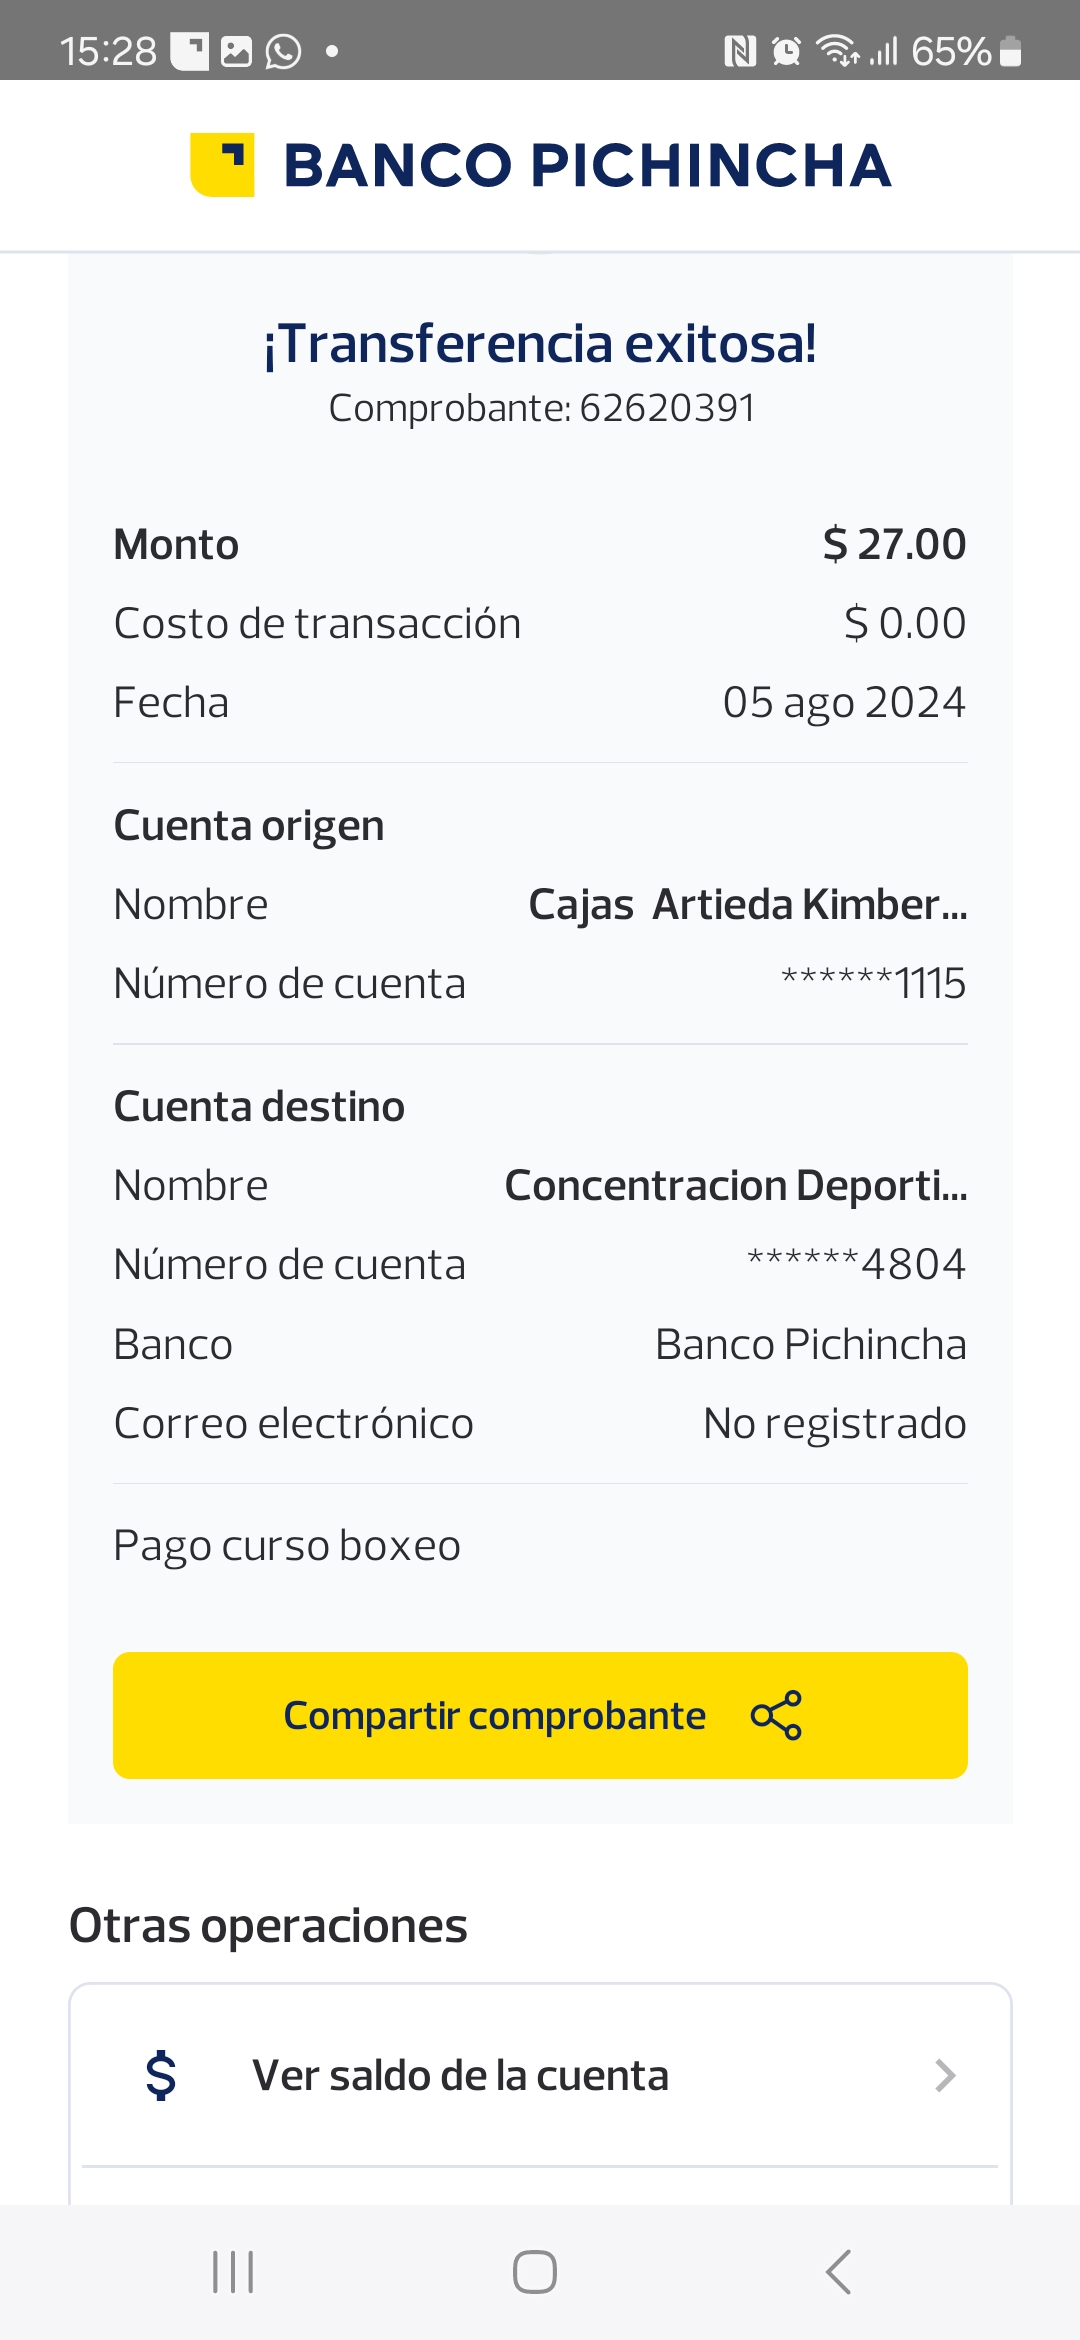 15:28
65%
BANCO PICHINCHA
¡Transferencia exitosa!
Comprobante: 62620391
Monto $ 27.00
Costo de transacción $ 0.00
Fecha 05 ago 2024
Cuenta origen
Nombre Cajas  Artieda Kimber...
Número de cuenta ******1115
Cuenta destino
Nombre Concentracion Deporti...
Número de cuenta ******4804
Banco Banco Pichincha
Correo electrónico No registrado
Pago curso boxeo
Compartir comprobante
Otras operaciones
$ Ver saldo de la cuenta